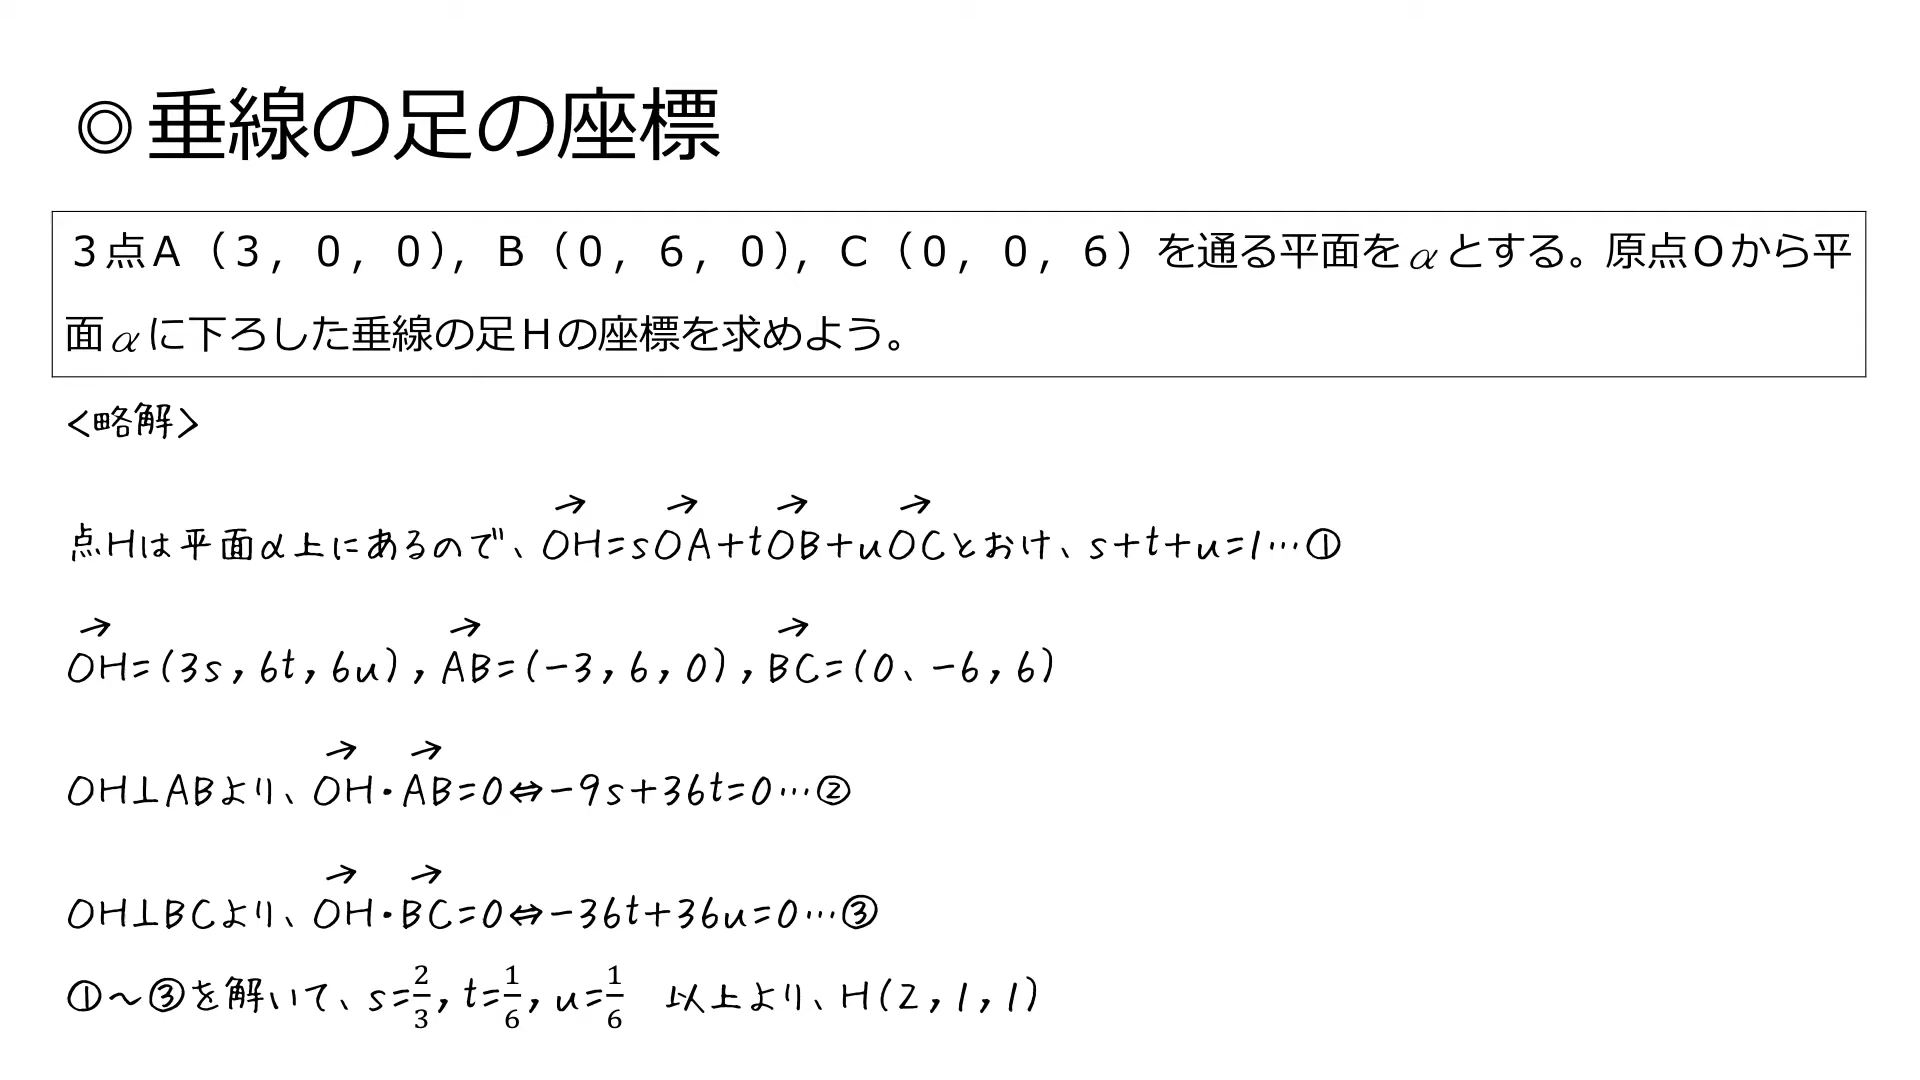 ◎垂線の足の座標
３点Ａ（３，０，０），Ｂ（０，６，０），Ｃ（０，０，６）を通る平面をαとする。原点Ｏから平
面αに下ろした垂線の足Ｈの座標を求めよう。
<略解>
点Hは平面α上にあるので、→OH=s→OA+t→OB+u→OCとおけ、s+t+u=1…①
→OH=(3s,6t,6u),→AB=(-3,6,0),→BC=(0、-6,6)
OH⊥ABより、→OH・→AB=0⇔-9s+36t=0…②
OH⊥BCより、→OH・→BC=0⇔-36t+36u=0…③
①~③を解いて、s=2/3,t=1/6,u=1/6　以上より、H(2,1,1)